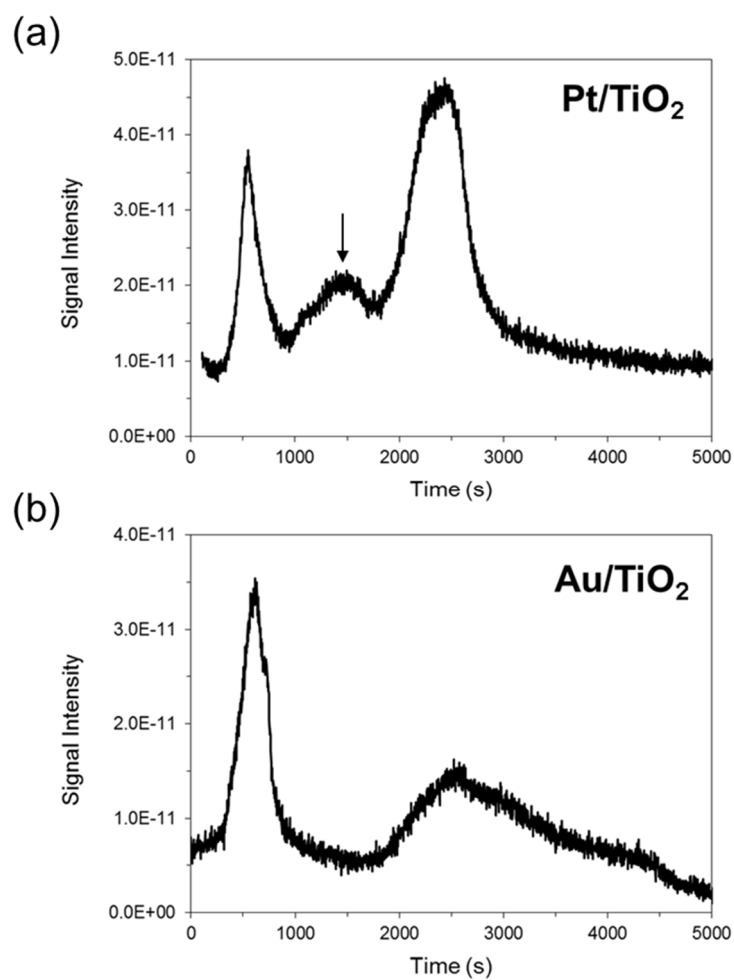 (a)
5.0E-11
4.0E-11
3.0E-11
2.0E-11
1.0E-11
0.0E+00
Signal Intensity
Pt/TiO₂
0 1000 2000 3000 4000 5000
Time (s)
(b)
4.0E-11
3.0E-11
2.0E-11
1.0E-11
0.0E+00
Signal Intensity
Au/TiO₂
0 1000 2000 3000 4000 5000
Time (s)